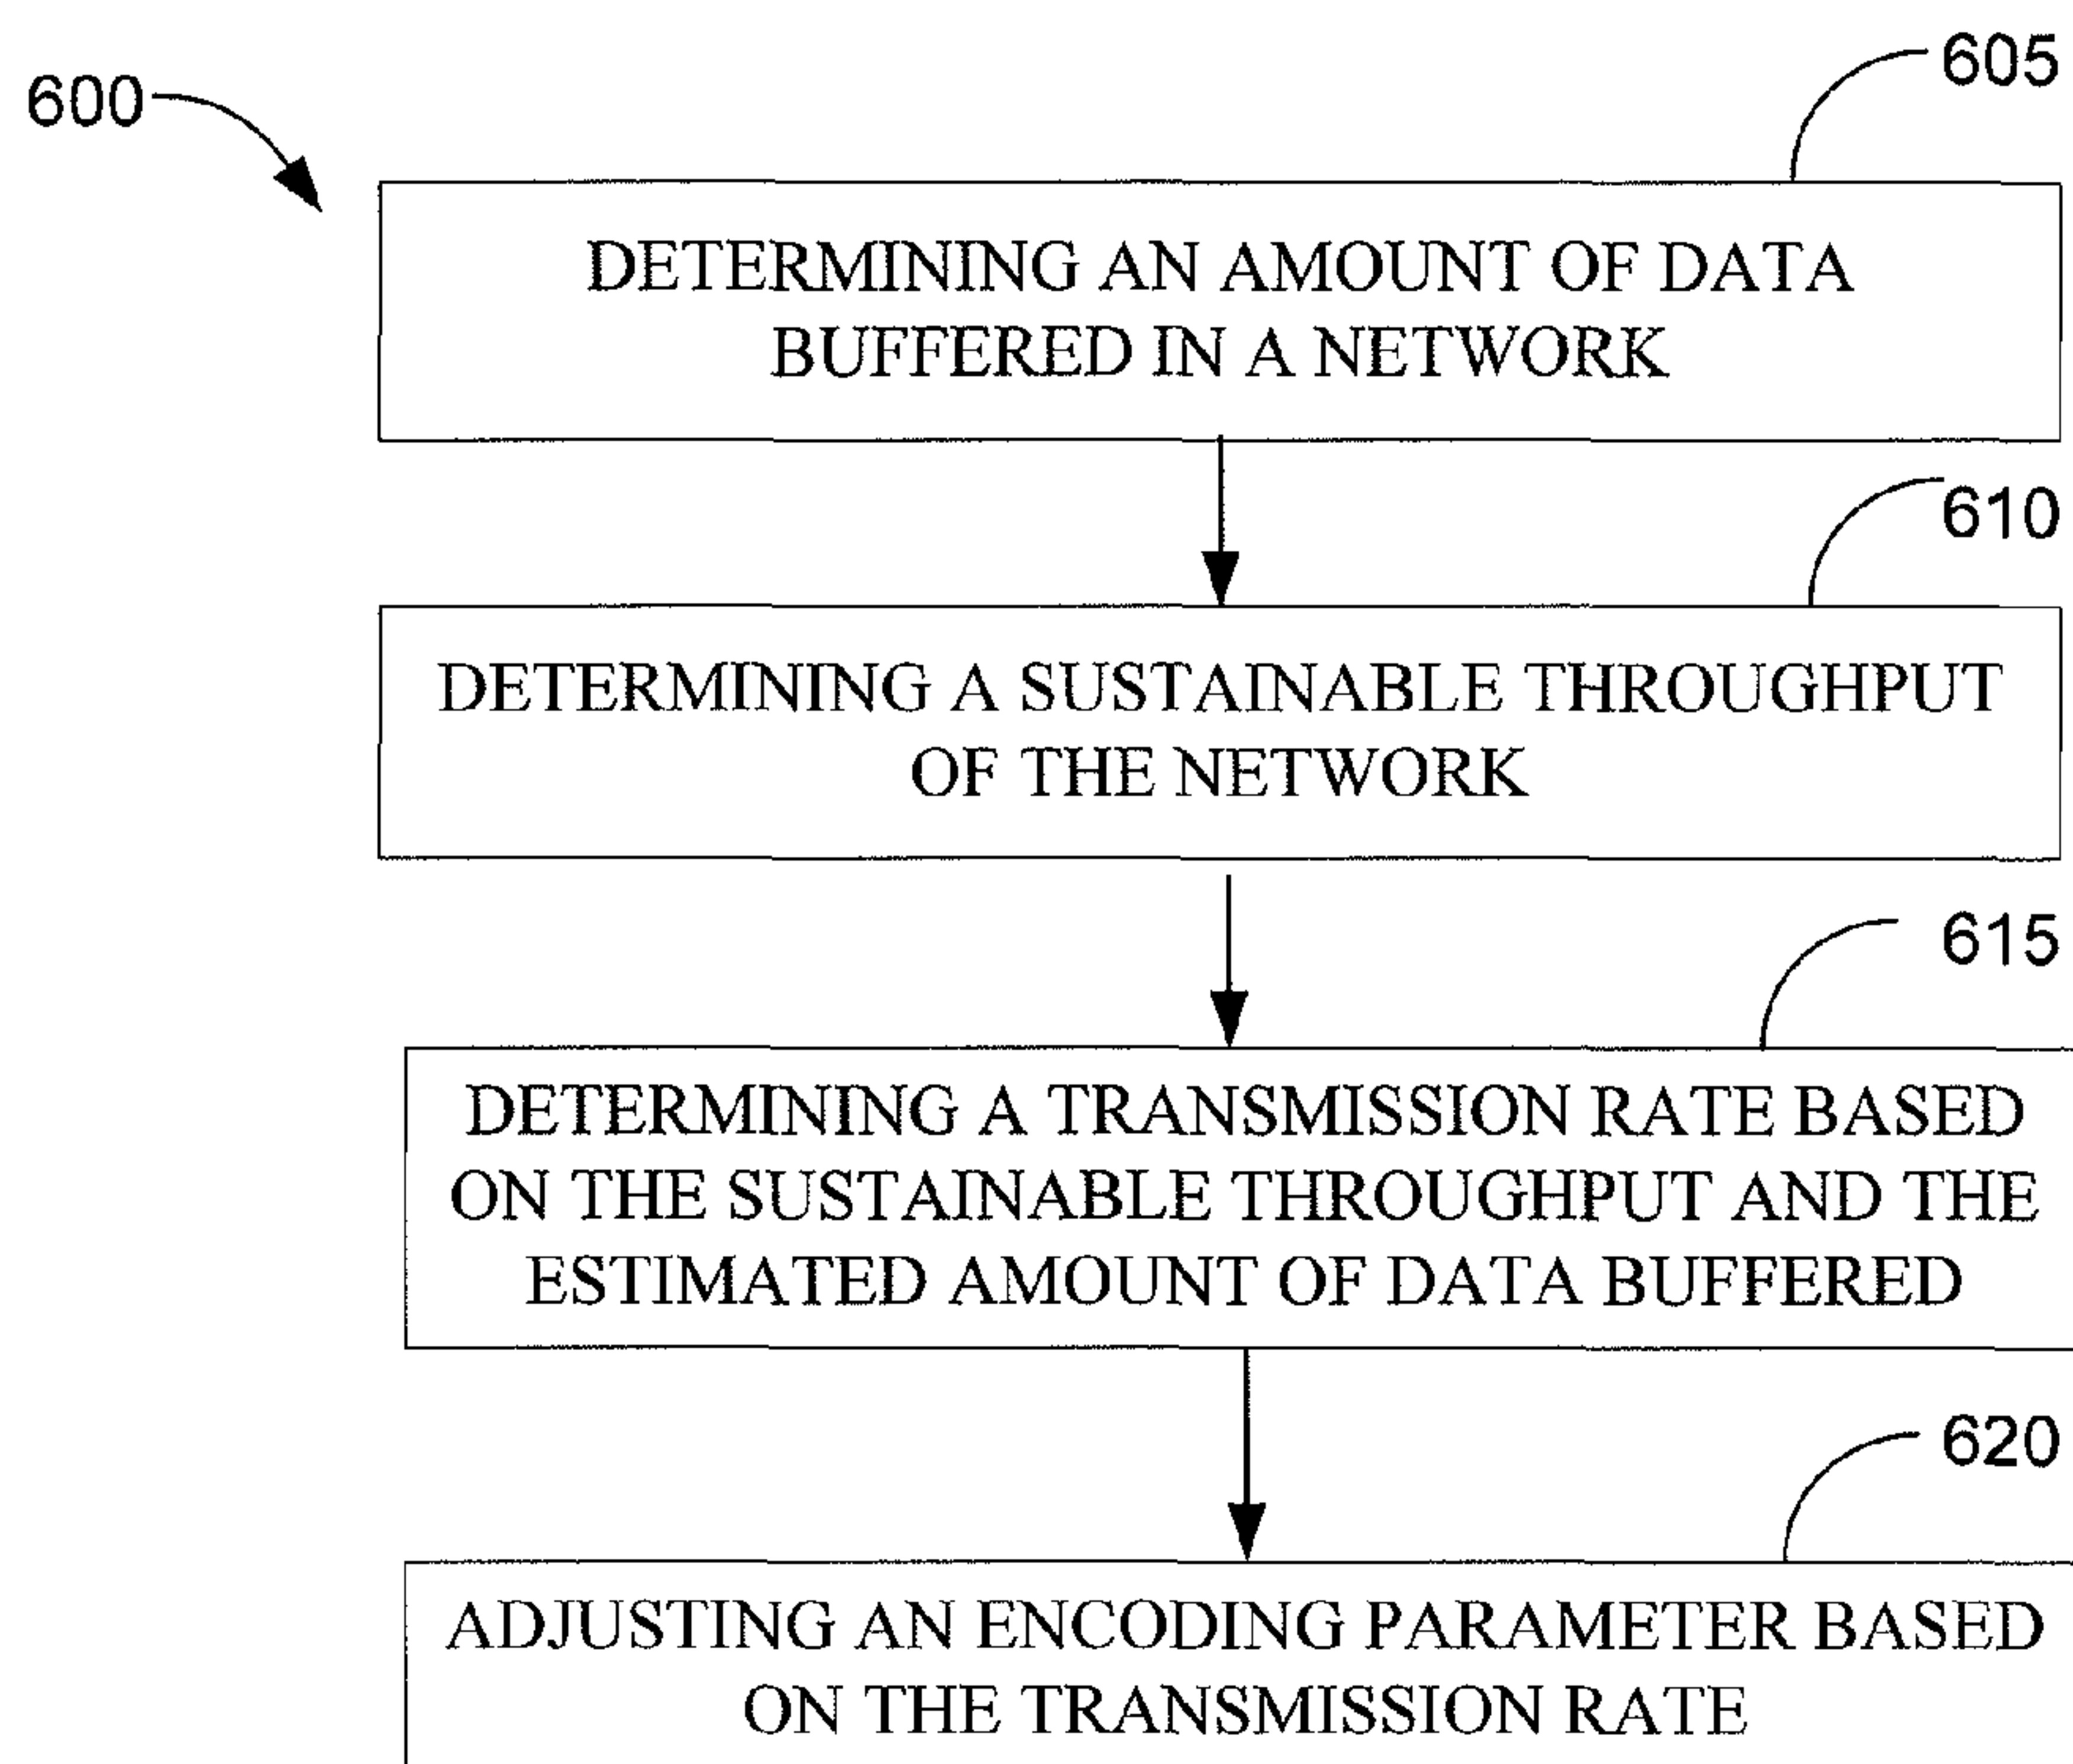 605
600
DETERMINING AN AMOUNT OF DATA
BUFFERED IN A NETWORK
610
DETERMINING A SUSTAINABLE THROUGHPUT
OF THE NETWORK
615
DETERMINING A TRANSMISSION RATE BASED
ON THE SUSTAINABLE THROUGHPUT AND THE
ESTIMATED AMOUNT OF DATA BUFFERED
620
ADJUSTING AN ENCODING PARAMETER BASED
ON THE TRANSMISSION RATE